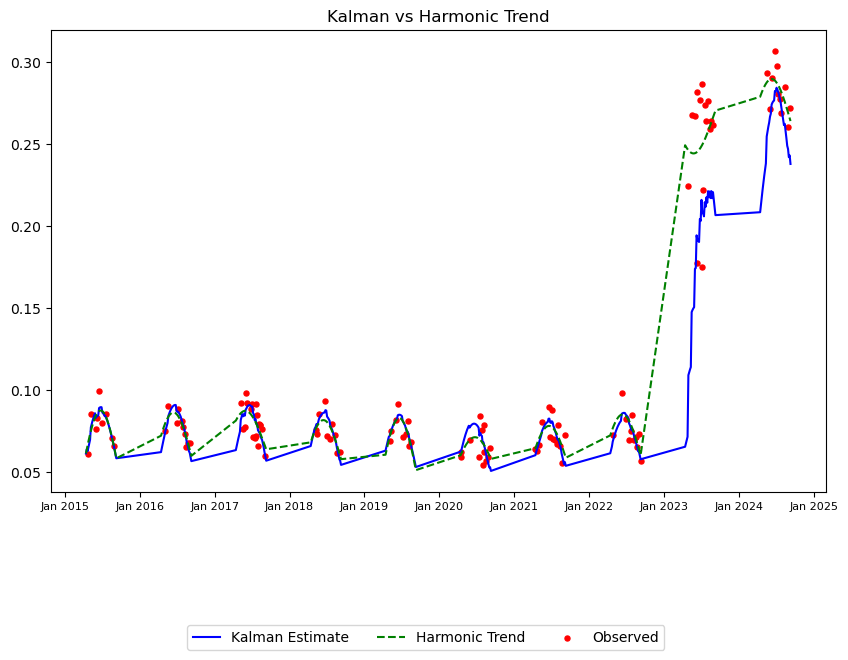 Kalman vs Harmonic Trend
0.30
0.25
0.20
0.15
0.10
0.05
Jan 2015 Jan 2016 Jan 2017 Jan 2018 Jan 2019 Jan 2020 Jan 2021 Jan 2022 Jan 2023 Jan 2024 Jan 2025
Kalman Estimate Harmonic Trend Observed